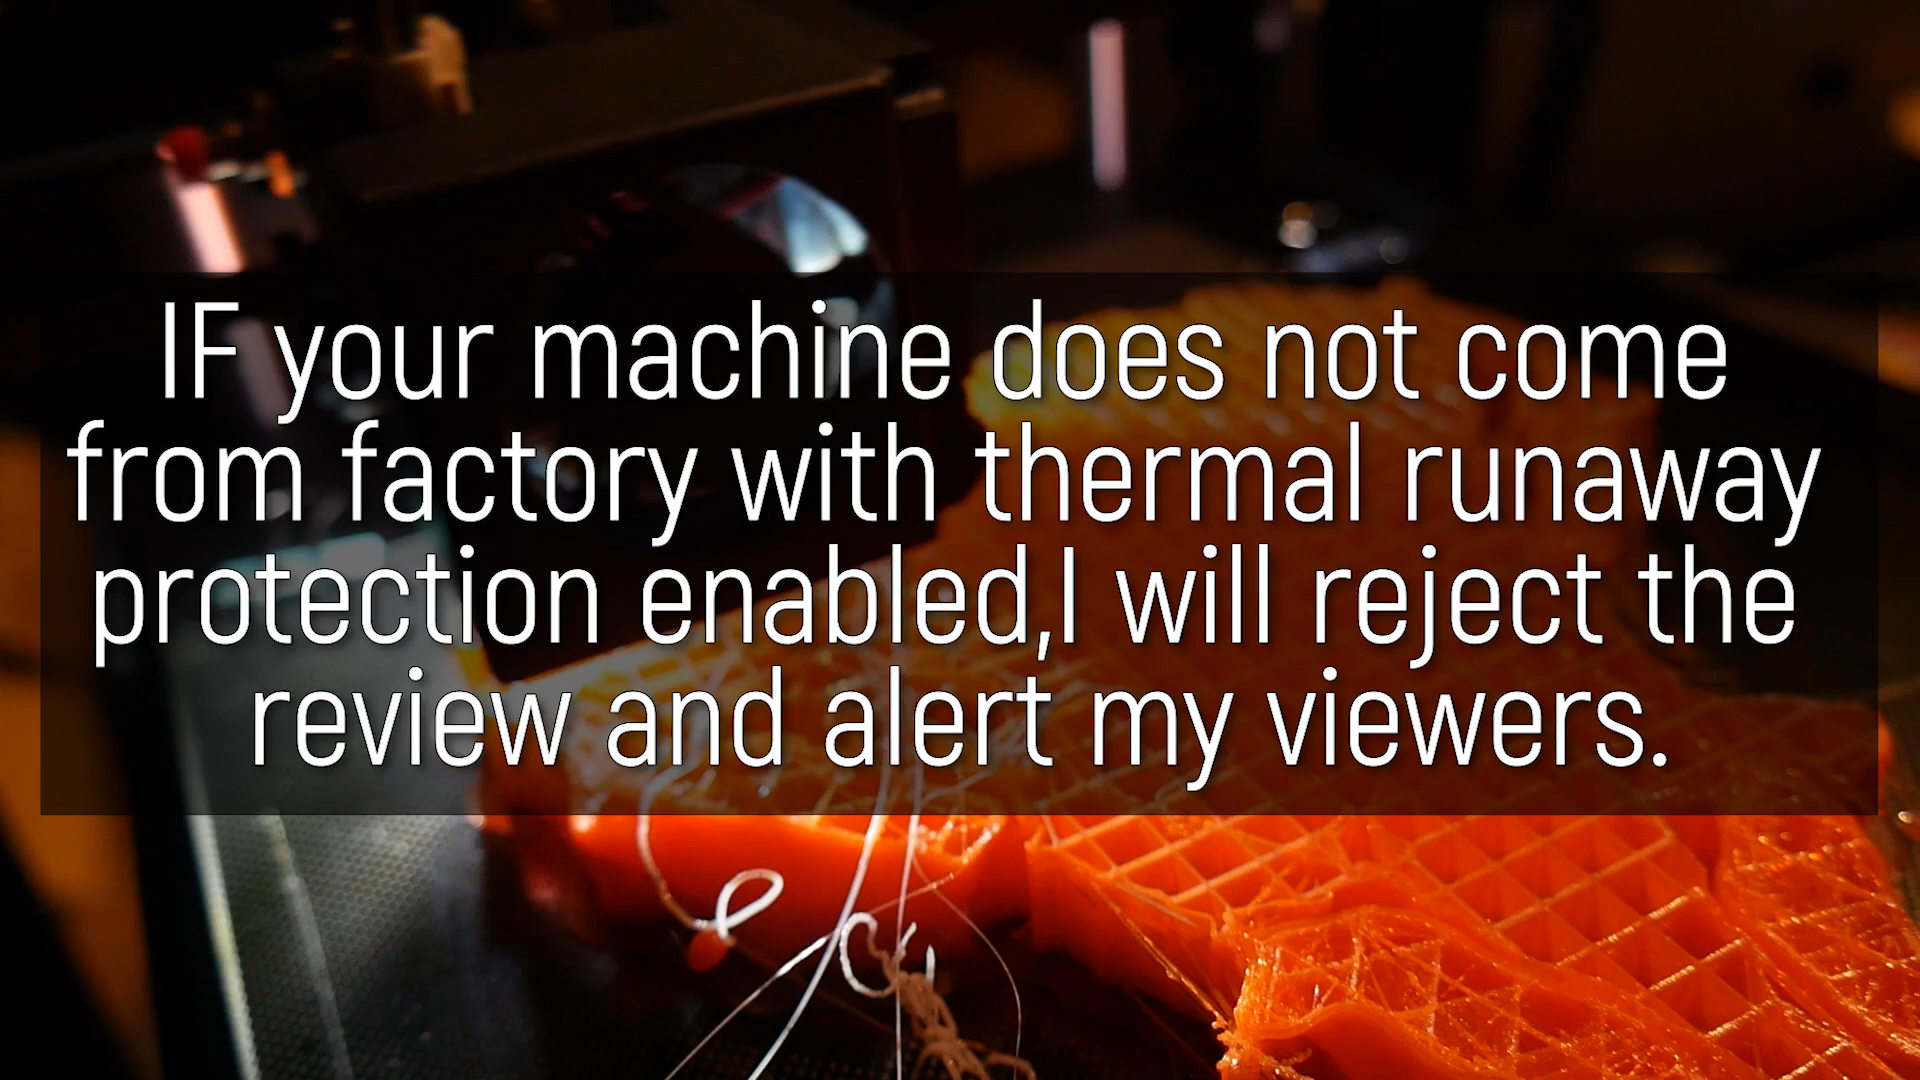 IF your machine does not come
from factory with thermal runaway
protection enabled,I will reject the
review and alert my viewers.